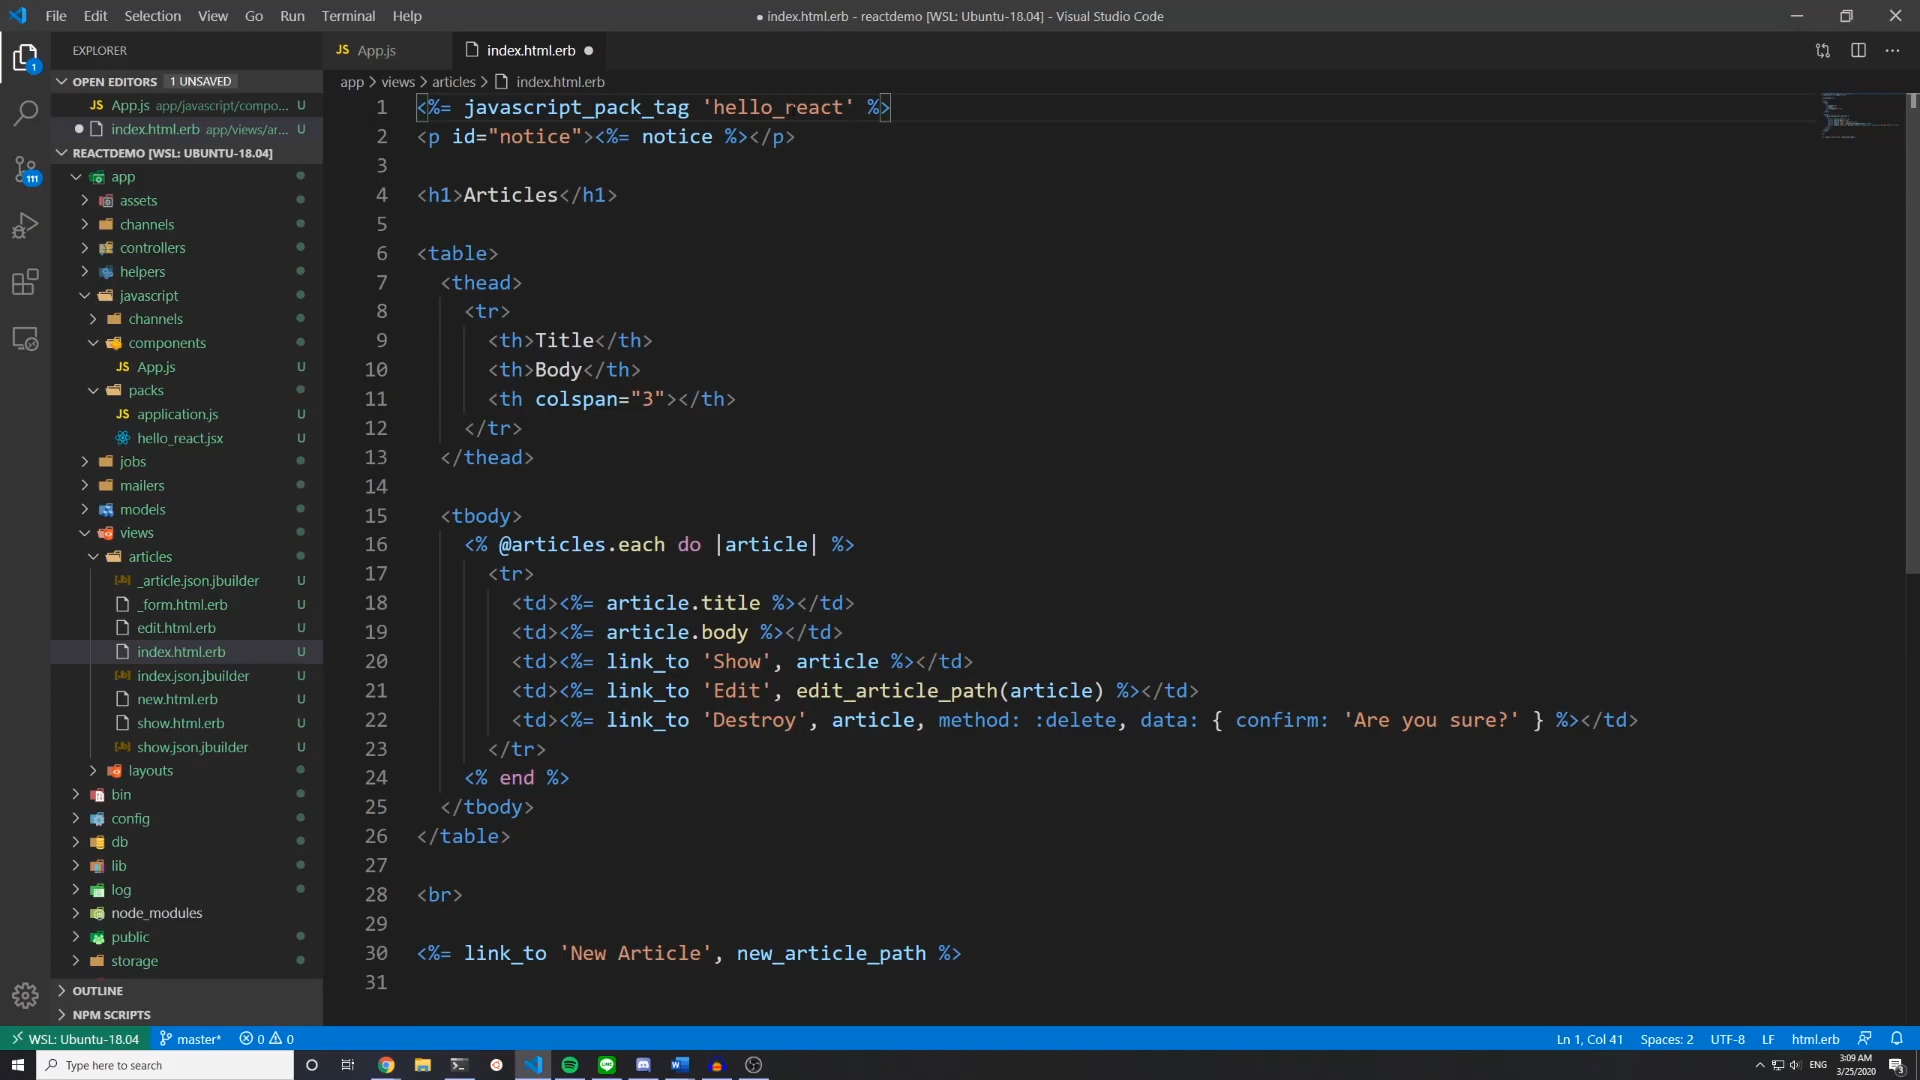 File Edit Selection View Go Run Terminal Help
● index.html.erb - reactdemo [WSL: Ubuntu-18.04] - Visual Studio Code
EXPLORER
OPEN EDITORS 1 UNSAVED
JS App.js app/javascript/compo... U
index.html.erb app/views/ar... U
REACTDEMO [WSL: UBUNTU-18.04]
app
assets
channels
controllers
helpers
javascript
channels
components
JS App.js U
packs
JS application.js U
hello_react.jsx U
jobs
mailers
models
views
articles
_article.json.jbuilder U
_form.html.erb U
edit.html.erb U
index.html.erb U
index.json.jbuilder U
new.html.erb U
show.html.erb U
show.json.jbuilder U
layouts
bin
config
db
lib
log
node_modules
public
storage
OUTLINE
NPM SCRIPTS
1
111
JS App.js
index.html.erb ●
app > views > articles > index.html.erb
1 <%= javascript_pack_tag 'hello_react' %>
2 <p id="notice"><%= notice %></p>
3
4 <h1>Articles</h1>
5
6 <table>
7 <thead>
8 <tr>
9 <th>Title</th>
10 <th>Body</th>
11 <th colspan="3"></th>
12 </tr>
13 </thead>
14
15 <tbody>
16 <% @articles.each do |article| %>
17 <tr>
18 <td><%= article.title %></td>
19 <td><%= article.body %></td>
20 <td><%= link_to 'Show', article %></td>
21 <td><%= link_to 'Edit', edit_article_path(article) %></td>
22 <td><%= link_to 'Destroy', article, method: :delete, data: { confirm: 'Are you sure?' } %></td>
23 </tr>
24 <% end %>
25 </tbody>
26 </table>
27
28 <br>
29
30 <%= link_to 'New Article', new_article_path %>
31
WSL: Ubuntu-18.04 master* 0 0
Ln 1, Col 41 Spaces: 2 UTF-8 LF html.erb
Type here to search
ENG
3:09 AM
3/25/2020
3